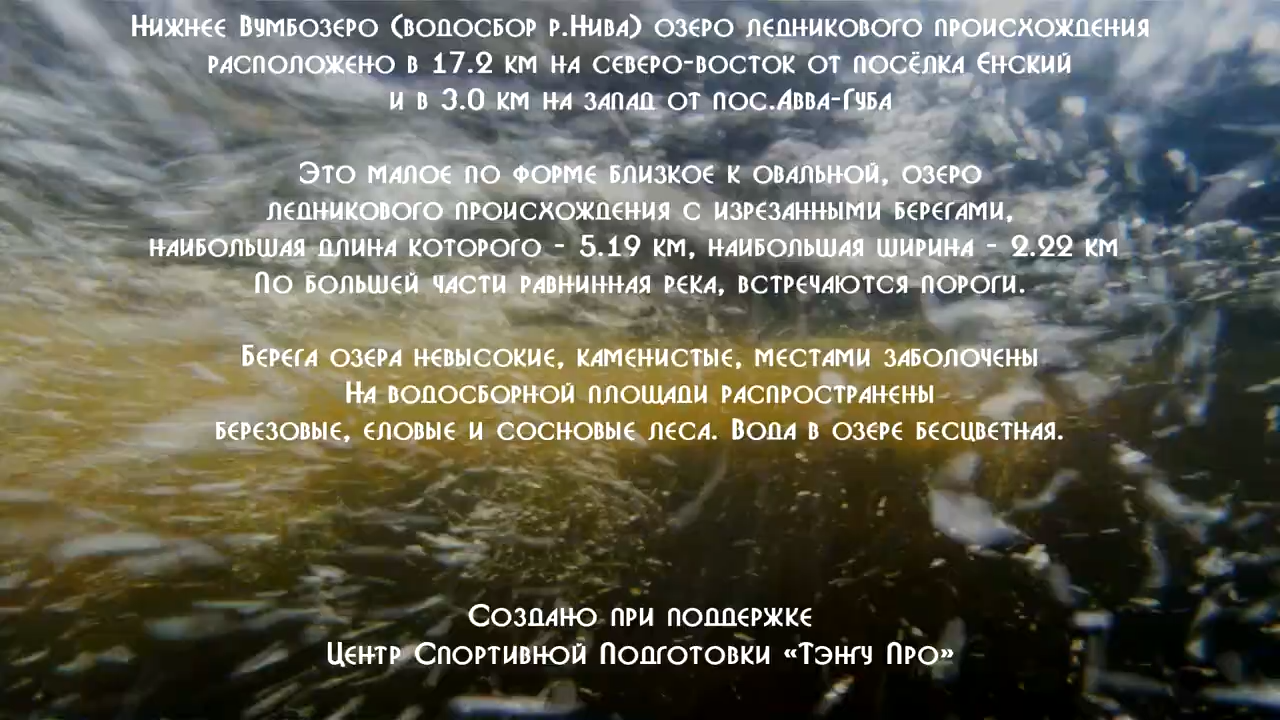 Нижнее Вумбозеро (водосбор р.Нива) озеро ледникового происхождения
расположено в 17.2 км на северо-восток от посёлка Енский
и в 3.0 км на запад от пос.Авва-Губа
Это малое по форме близкое к овальной, озеро
ледникового происхождения с изрезанными берегами,
наибольшая длина которого - 5.19 км, наибольшая ширина - 2.22 км
По большей части равнинная река, встречаются пороги.
Берега озера невысокие, каменистые, местами заболочены
На водосборной площади распространены
березовые, еловые и сосновые леса. Вода в озере бесцветная.
Создано при поддержке
Центр Спортивной Подготовки «Тэнгу Про»